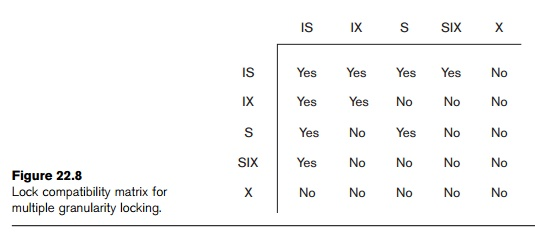 IS IX S SIX X
IS Yes Yes Yes Yes No
IX Yes Yes No No No
S Yes No Yes No No
SIX Yes No No No No
X No No No No No
Figure 22.8
Lock compatibility matrix for
multiple granularity locking.